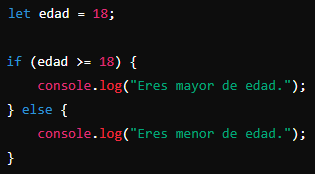 let edad = 18;

if (edad >= 18) {
    console.log("Eres mayor de edad.");
} else {
    console.log("Eres menor de edad.");
}